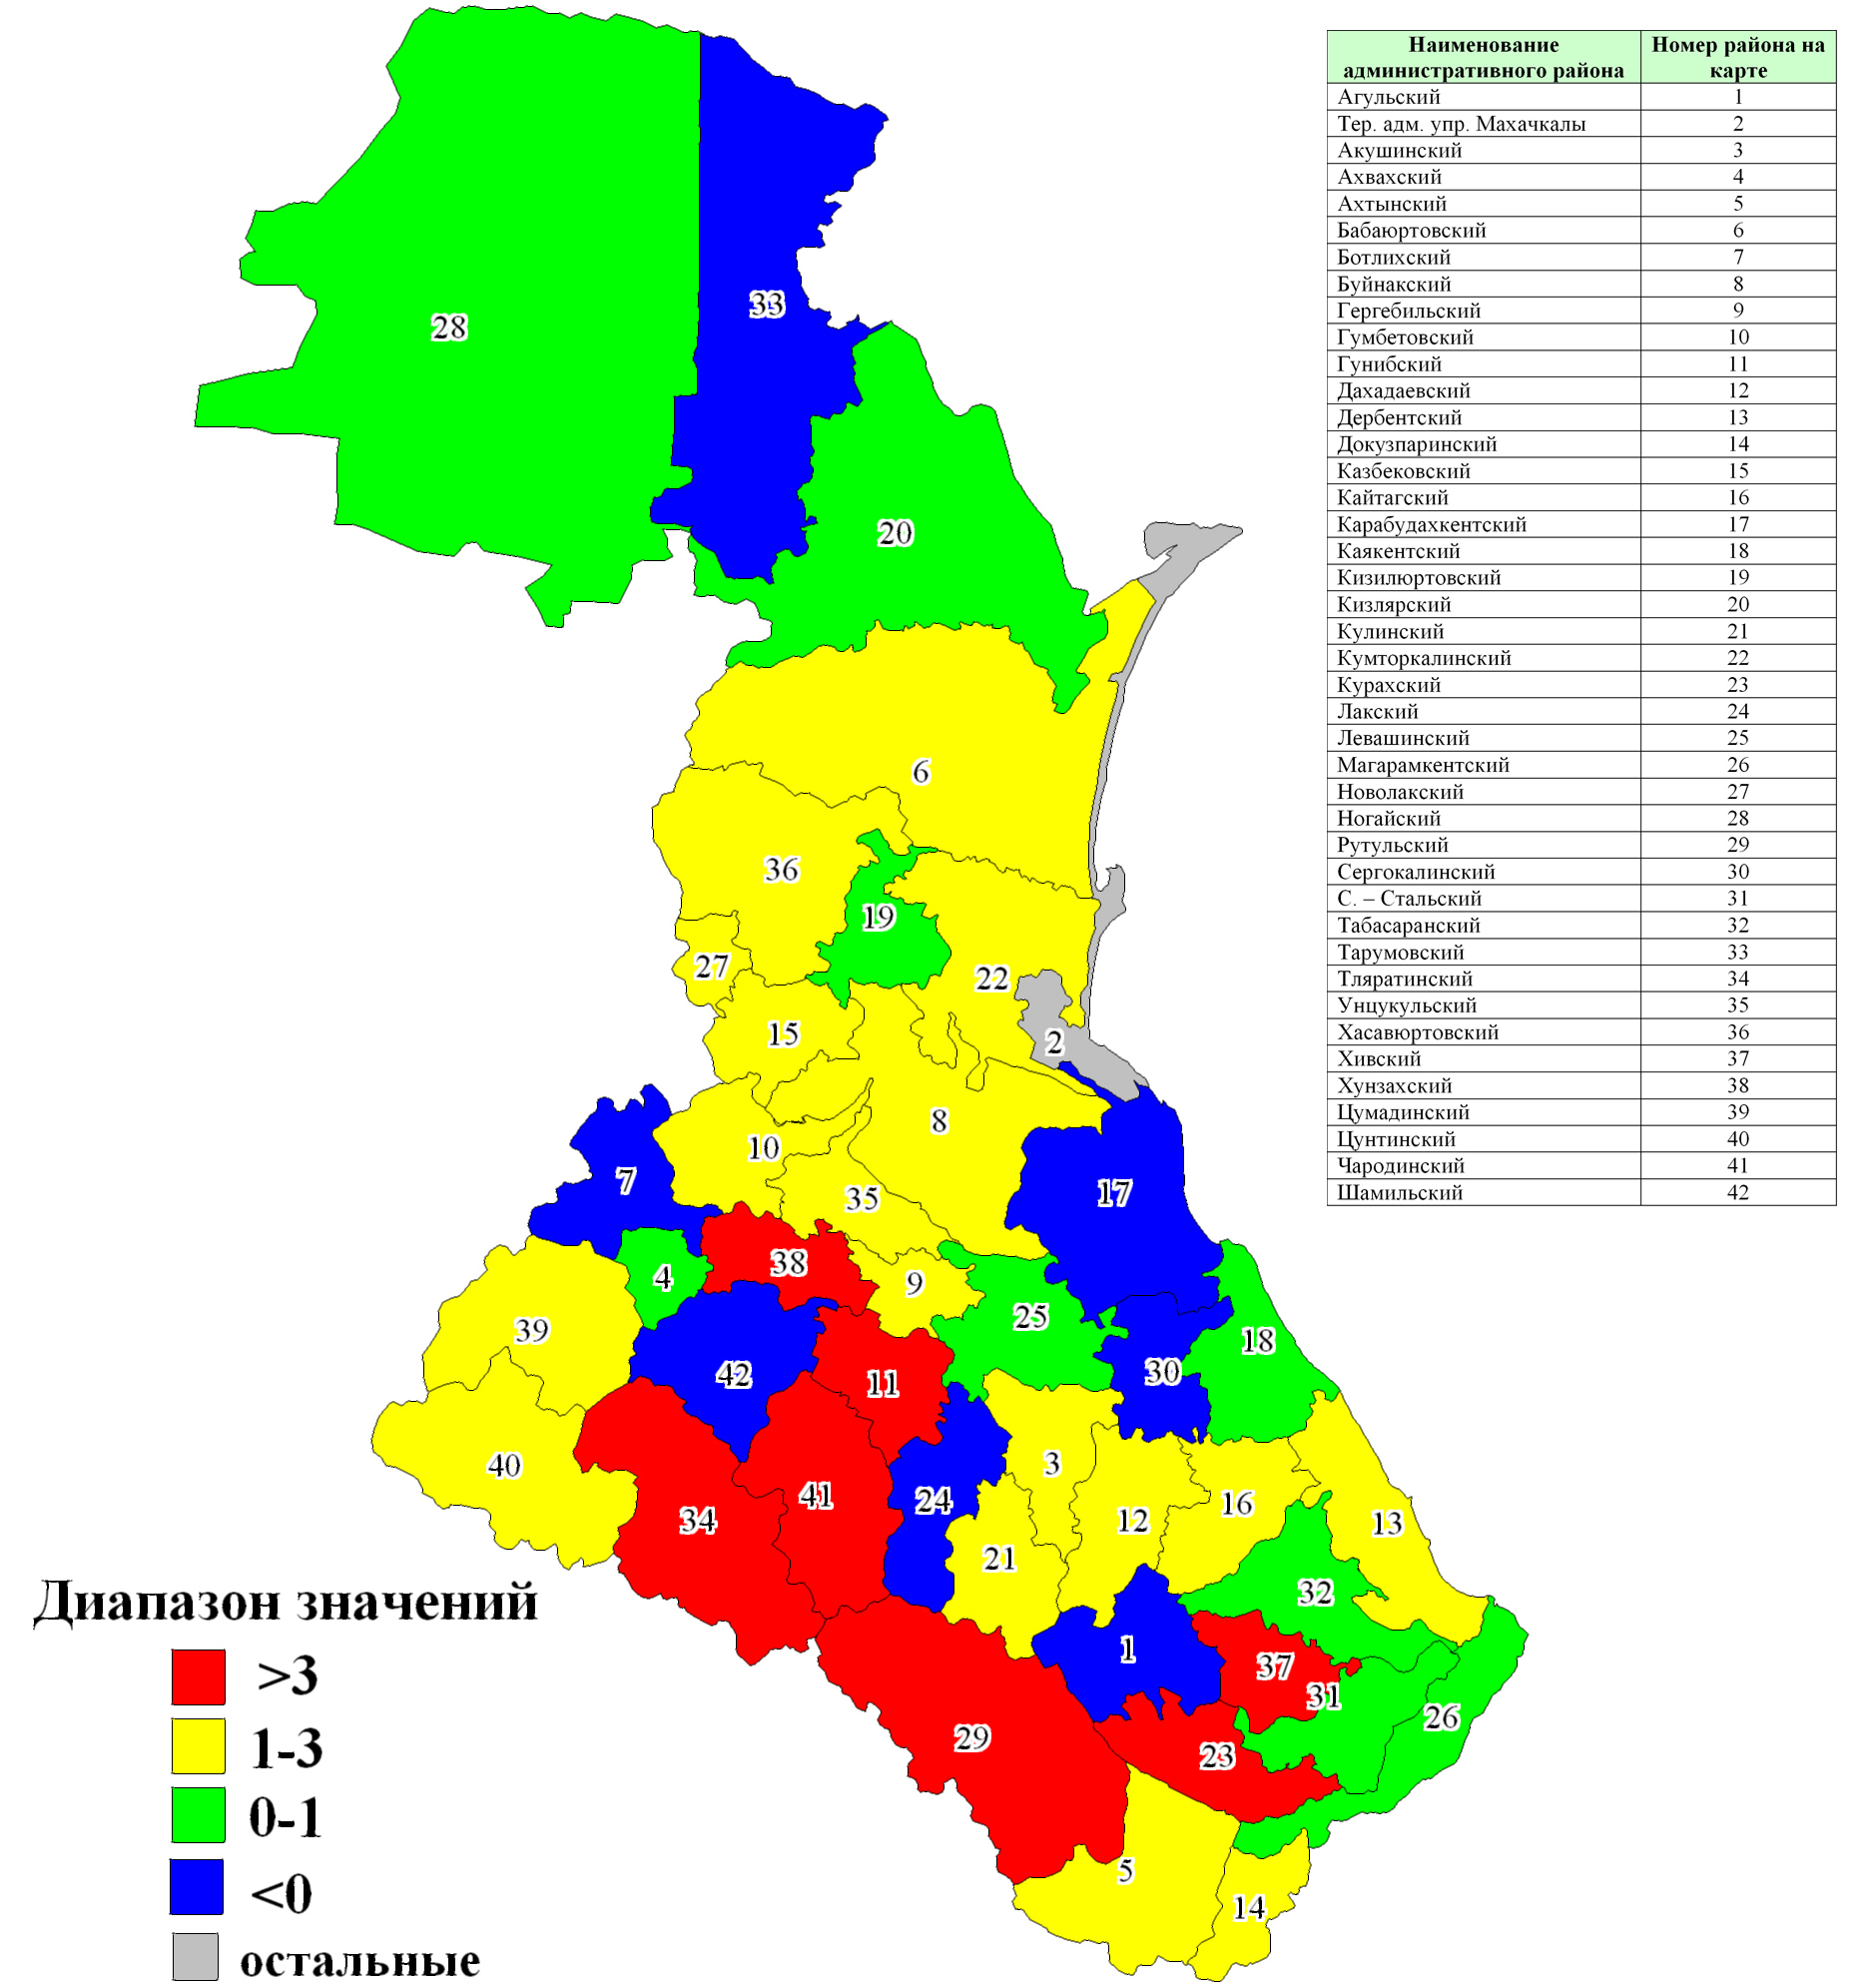 Наименование административного района Номер района на карте
Агульский 1
Тер. адм. упр. Махачкалы 2
Акушинский 3
Ахвахский 4
Ахтынский 5
Бабаюртовский 6
Ботлихский 7
Буйнакский 8
Гергебильский 9
Гумбетовский 10
Гунибский 11
Дахадаевский 12
Дербентский 13
Докузпаринский 14
Казбековский 15
Кайтагский 16
Карабудахкентский 17
Каякентский 18
Кизилюртовский 19
Кизлярский 20
Кулинский 21
Кумторкалинский 22
Курахский 23
Лакский 24
Левашинский 25
Магарамкентский 26
Новолакский 27
Ногайский 28
Рутульский 29
Сергокалинский 30
С. – Стальский 31
Табасаранский 32
Тарумовский 33
Тляратинский 34
Унцукульский 35
Хасавюртовский 36
Хивский 37
Хунзахский 38
Цумадинский 39
Цунтинский 40
Чародинский 41
Шамильский 42
33
28
20
6
36
19
27
22
15
2
8
10
7
17
35
38
4
9
25
39
18
30
42
11
3
40
41
24
16
12
34
13
21
32
1
37
31
26
29
23
5
14
Диапазон значений
>3
1-3
0-1
<0
остальные